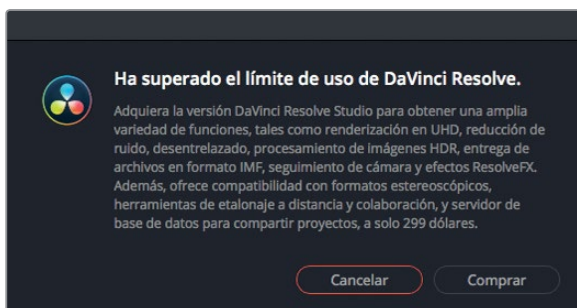 Ha superado el límite de uso de DaVinci Resolve.
Adquiera la versión DaVinci Resolve Studio para obtener una amplia
variedad de funciones, tales como renderización en UHD, reducción de
ruido, desentrelazado, procesamiento de imágenes HDR, entrega de
archivos en formato IMF, seguimiento de cámara y efectos ResolveFX.
Además, ofrece compatibilidad con formatos estereoscópicos,
herramientas de etalonaje a distancia y colaboración, y servidor de
base de datos para compartir proyectos, a solo 299 dólares.
Cancelar
Comprar